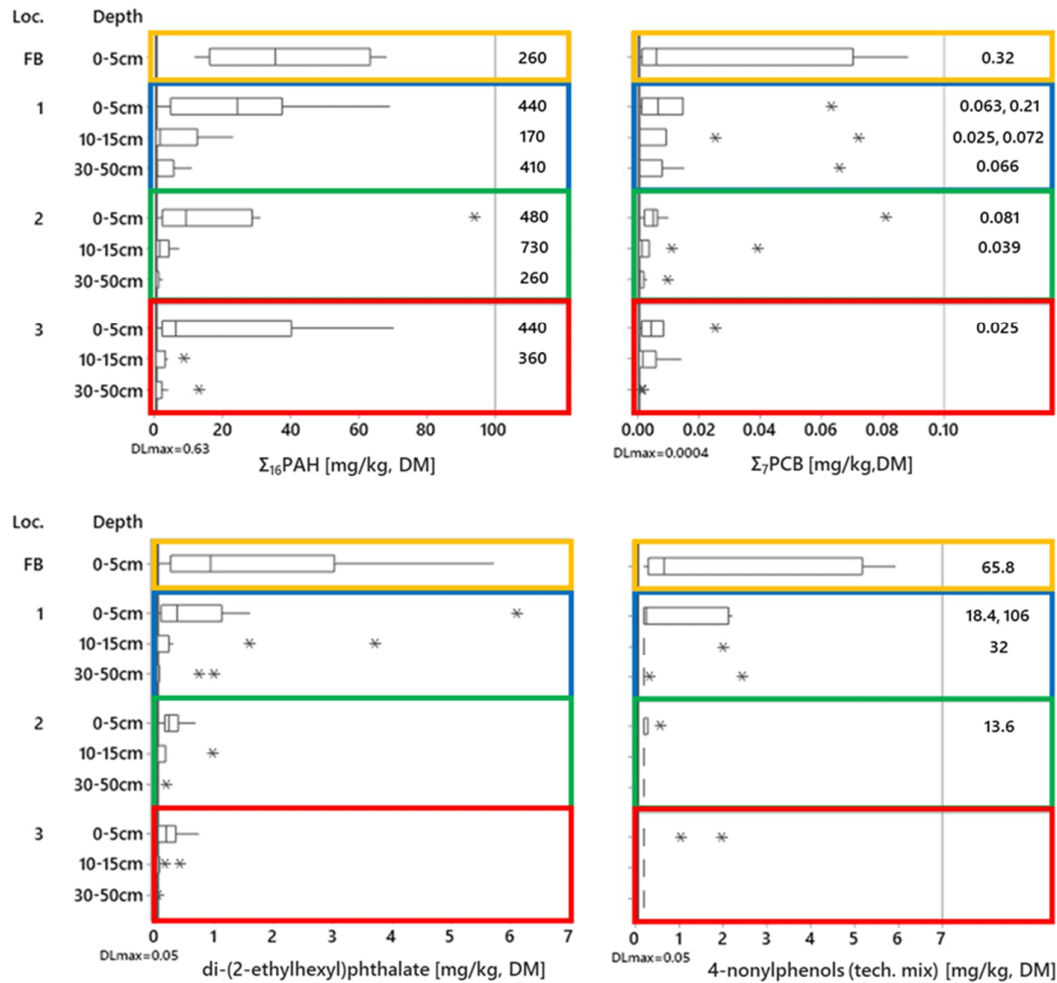 Loc. Depth
FB 0-5cm 260 0.32
1 0-5cm 440 0.063, 0.21
10-15cm 170 0.025, 0.072
30-50cm 410 0.066
2 0-5cm 480 0.081
10-15cm 730 0.039
30-50cm 260
3 0-5cm 440 0.025
10-15cm 360
30-50cm
0 20 40 60 80 100 0.00 0.02 0.04 0.06 0.08 0.10
DLmax=0.63 DLmax=0.0004
Σ₁₆PAH [mg/kg, DM] Σ₇PCB [mg/kg,DM]
Loc. Depth
FB 0-5cm 65.8
1 0-5cm 18.4, 106
10-15cm 32
30-50cm
2 0-5cm 13.6
10-15cm
30-50cm
3 0-5cm
10-15cm
30-50cm
0 1 2 3 4 5 6 7 0 1 2 3 4 5 6 7
DLmax=0.05 DLmax=0.05
di-(2-ethylhexyl)phthalate [mg/kg, DM] 4-nonylphenols (tech. mix) [mg/kg, DM]